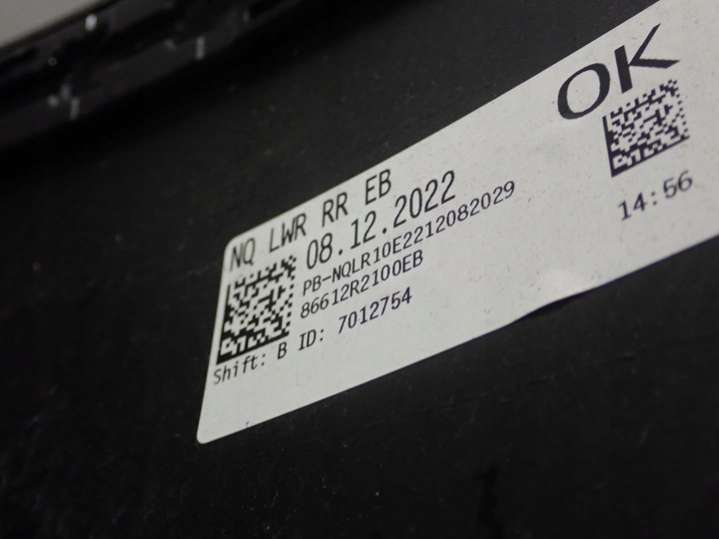 OK
14:56
NQ LWR RR EB
08.12.2022
PB-NQLR10E2212082029
86612R2100EB
Shift: B ID: 7012754